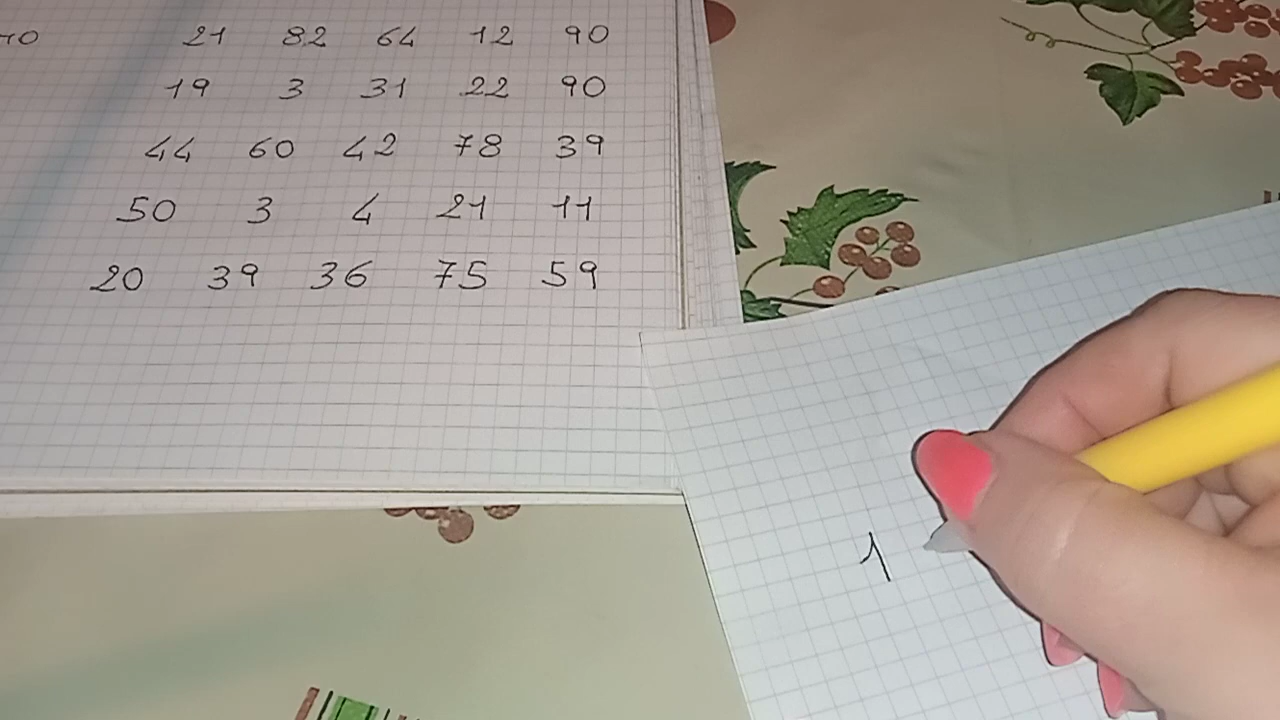 10 21 82 64 12 90
19 3 31 22 90
44 60 42 78 39
50 3 4 21 11
20 39 36 75 59
1